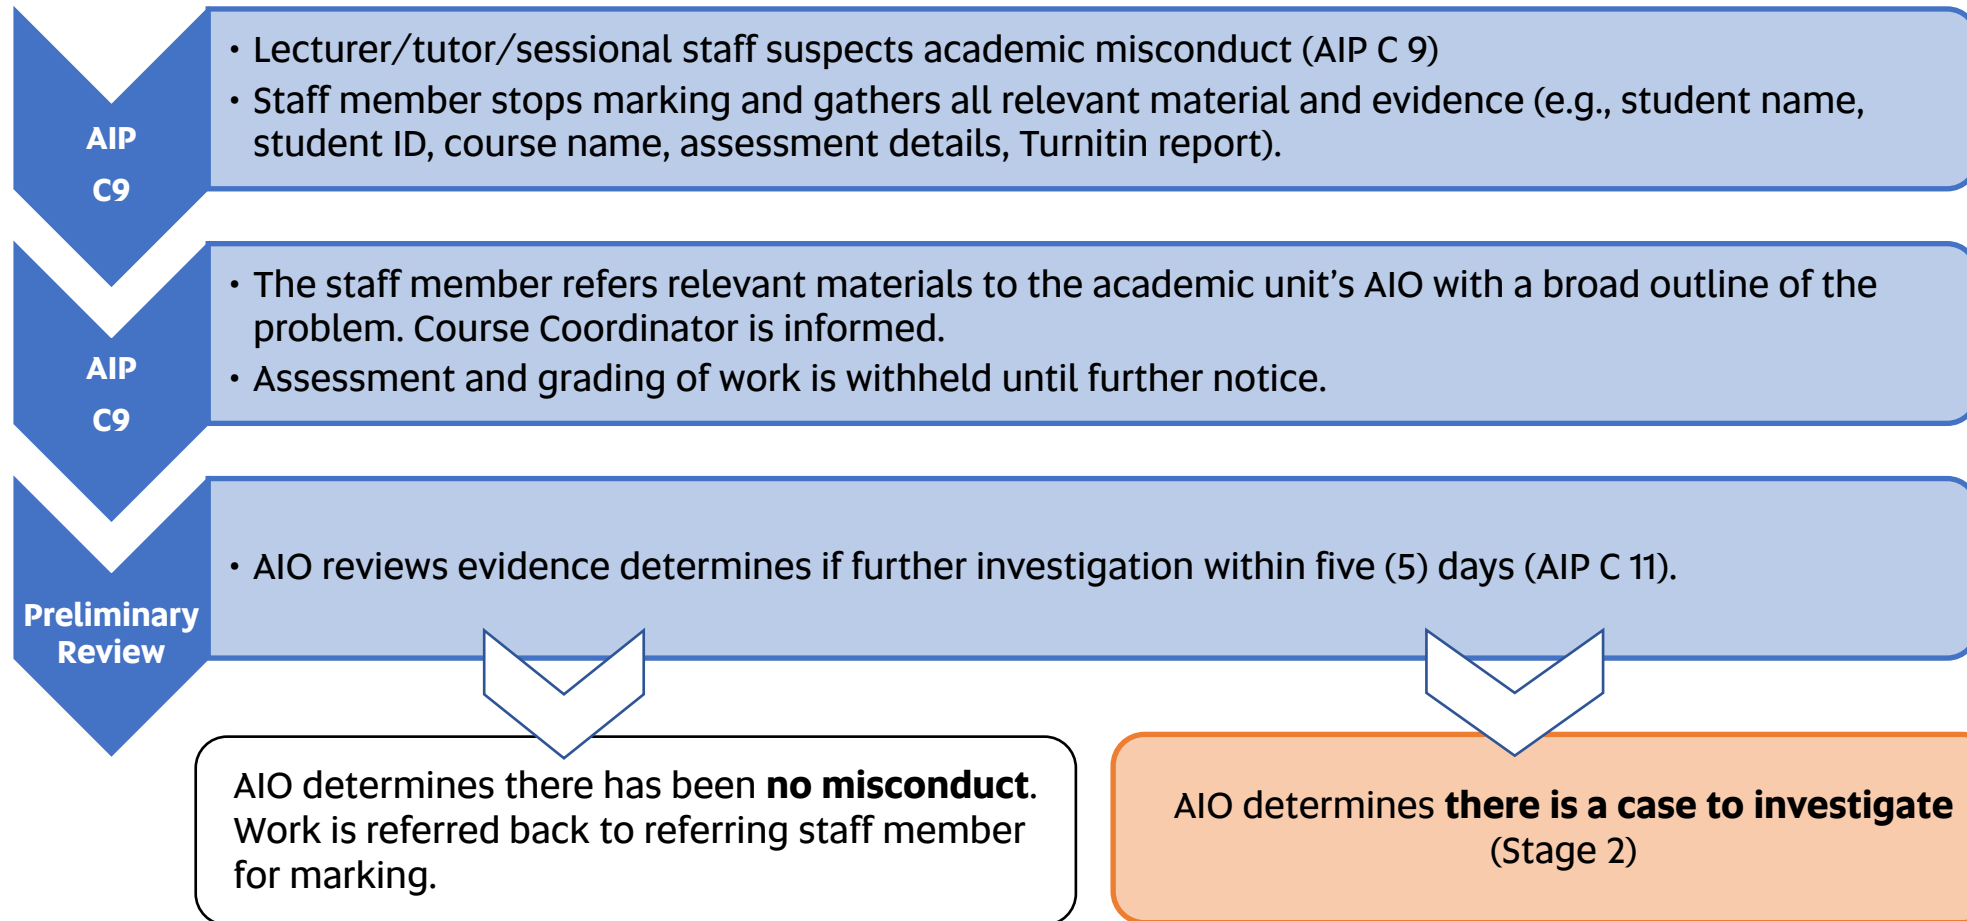 AIP
C9
• Lecturer/tutor/sessional staff suspects academic misconduct (AIP C 9)
• Staff member stops marking and gathers all relevant material and evidence (e.g., student name,
student ID, course name, assessment details, Turnitin report).
AIP
C9
• The staff member refers relevant materials to the academic unit’s AIO with a broad outline of the
problem. Course Coordinator is informed.
• Assessment and grading of work is withheld until further notice.
Preliminary
Review
• AIO reviews evidence determines if further investigation within five (5) days (AIP C 11).
AIO determines there has been no misconduct.
Work is referred back to referring staff member
for marking.
AIO determines there is a case to investigate
(Stage 2)